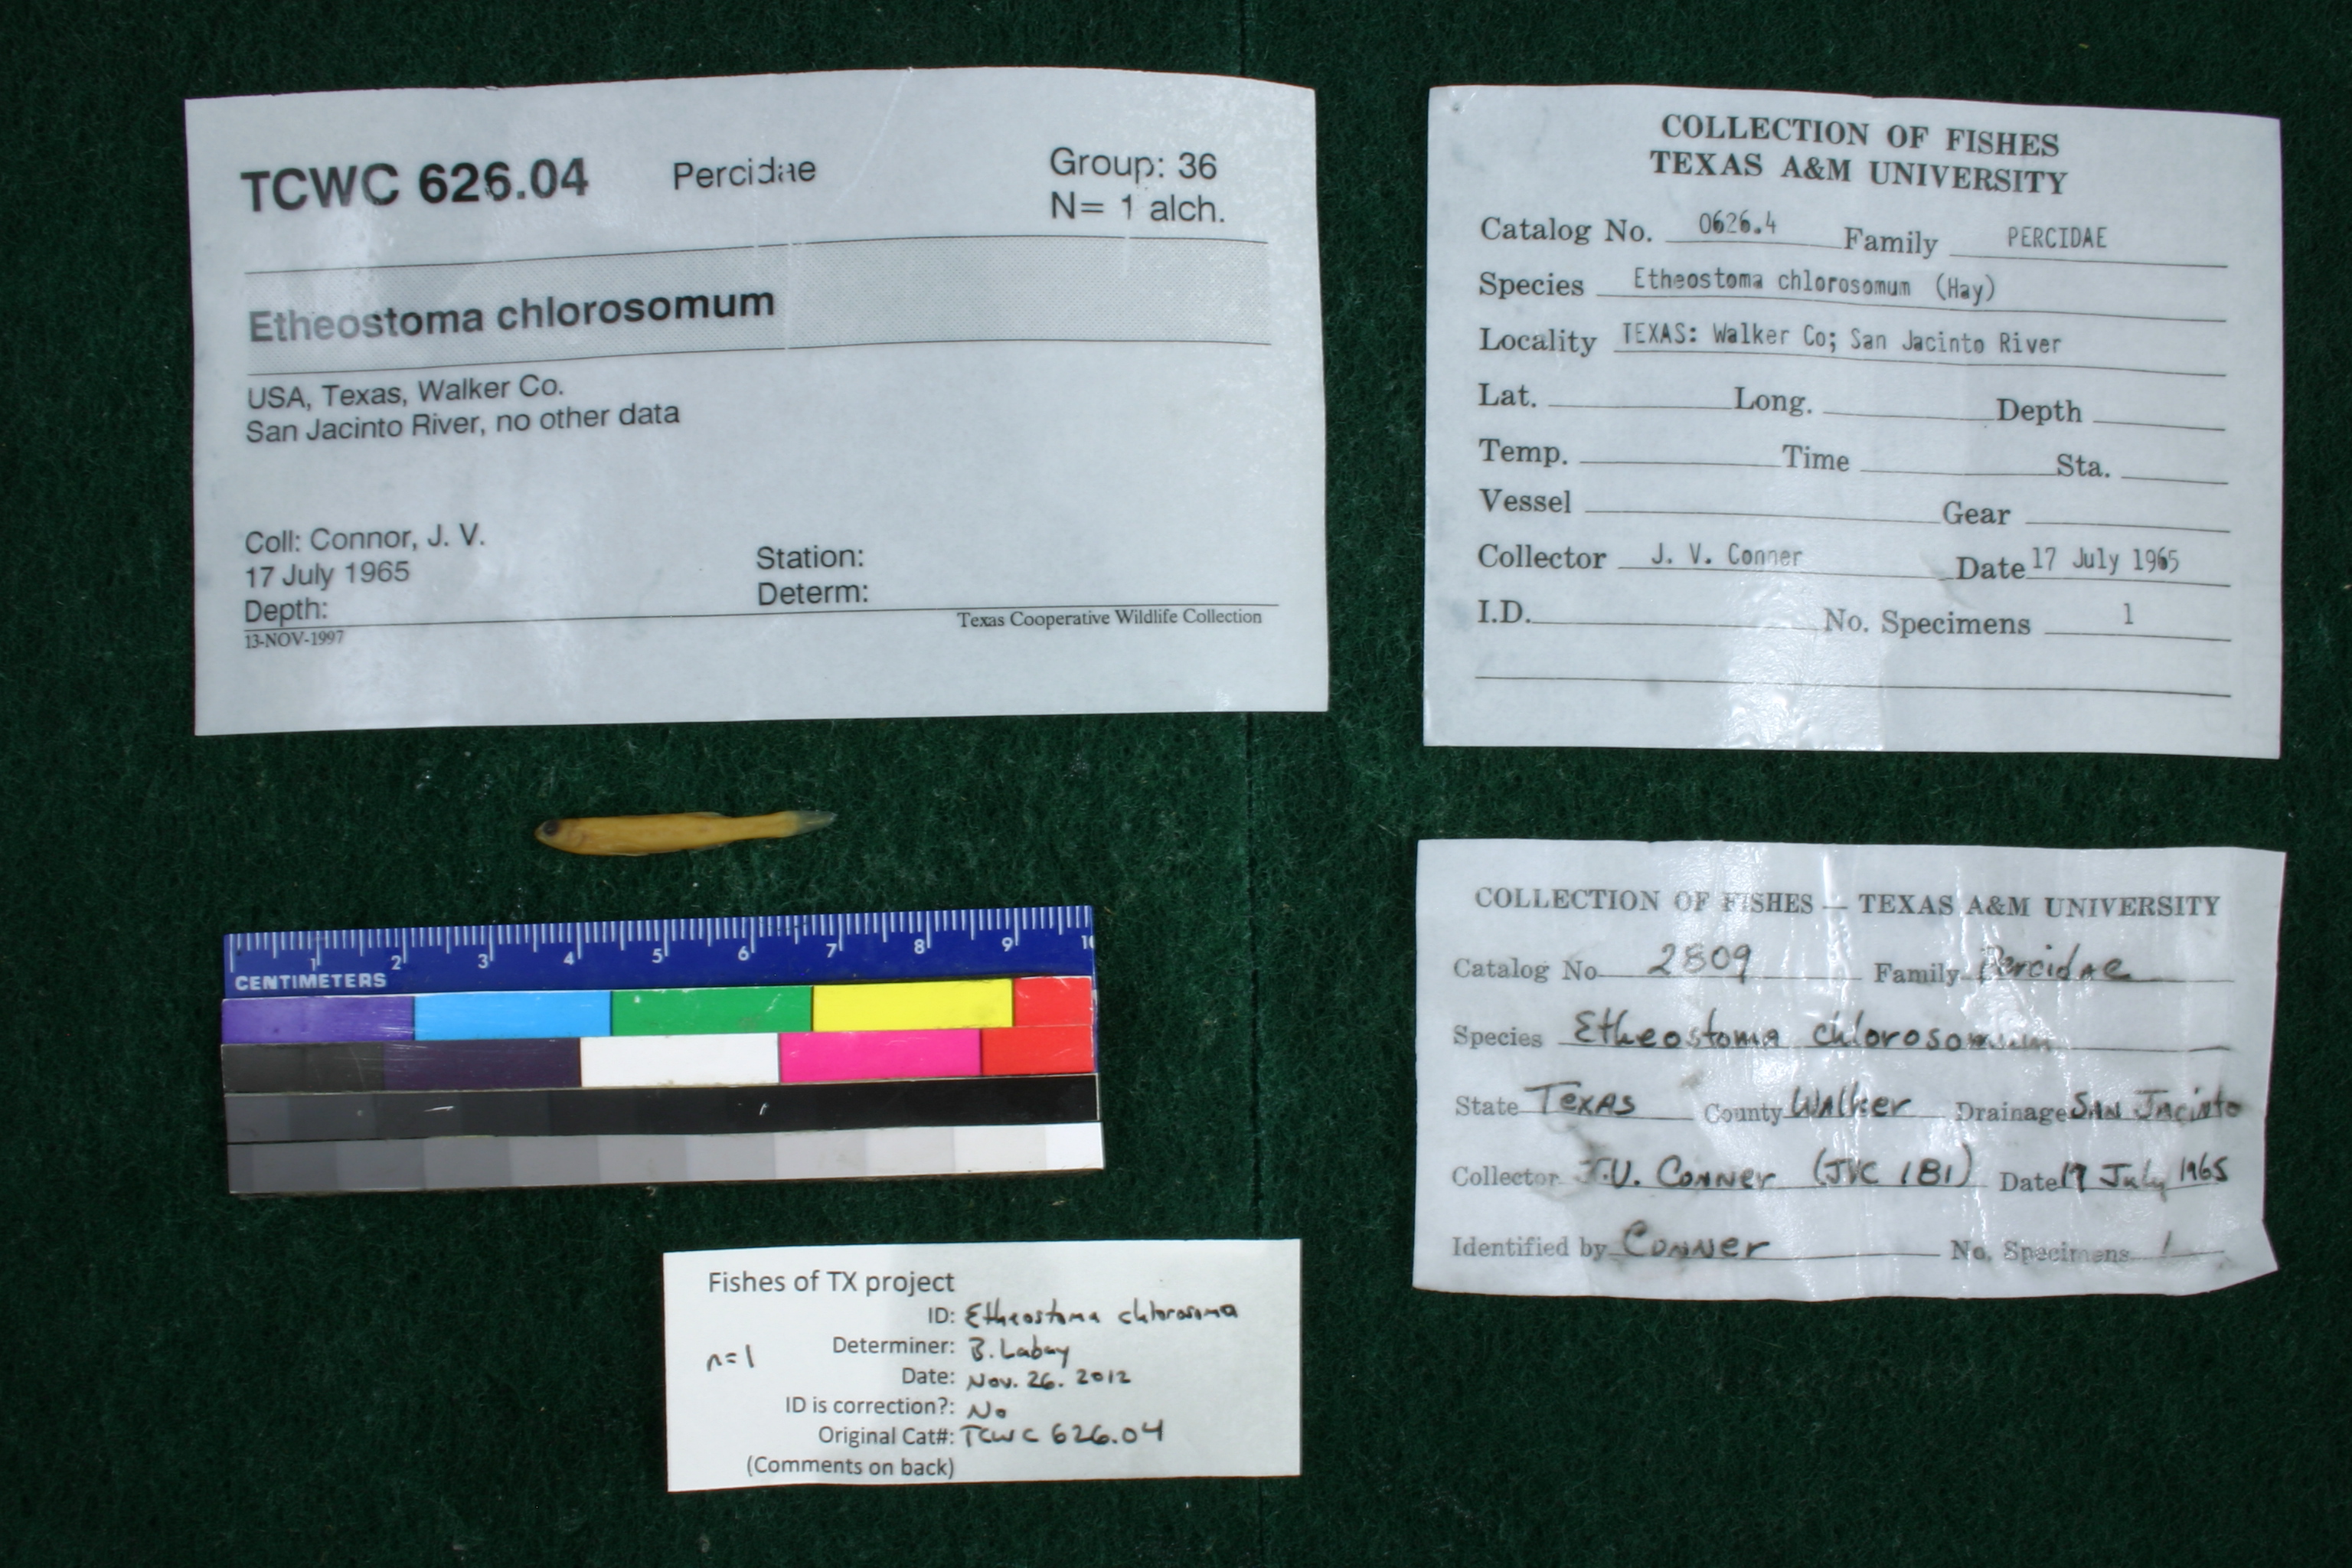 TCWC 626.04 Percidae Group: 36
N= 1 alch.
Etheostoma chlorosomum
USA, Texas, Walker Co.
San Jacinto River, no other data
Coll: Connor, J. V.
17 July 1965 Station:
Depth: Determ:
13-NOV-1997 Texas Cooperative Wildlife Collection
COLLECTION OF FISHES
TEXAS A&M UNIVERSITY
Catalog No. 0626.4 Family PERCIDAE
Species Etheostoma chlorosomum (Hay)
Locality TEXAS: Walker Co; San Jacinto River
Lat. Long. Depth
Temp. Time Sta.
Vessel Gear
Collector J. V. Conner Date 17 July 1965
I.D. No. Specimens 1
1 2 3 4 5 6 7 8 9 10
CENTIMETERS
COLLECTION OF FISHES — TEXAS A&M UNIVERSITY
Catalog No 2809 Family Percidae
Species Etheostoma chlorosomum
State Texas County Walker Drainage San Jacinto
Collector J.V. Conner (JVC 181) Date 17 July 1965
Identified by Conner No. Specimens 1
Fishes of TX project
ID: Etheostoma chlorosoma
n=1 Determiner: B. Labay
Date: Nov. 26. 2012
ID is correction?: No
Original Cat#: TCWC 626.04
(Comments on back)